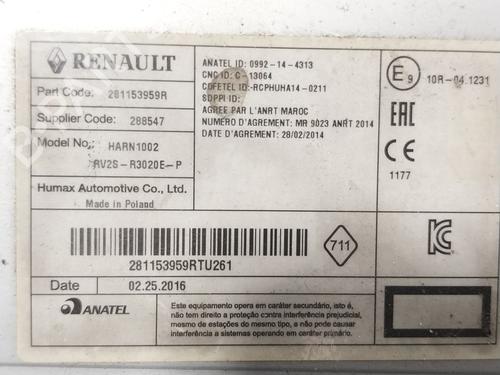 RENAULT
Part Code: 281153959R
Supplier Code: 288547
Model No.: HARN1002
RV2S-R3020E-P
Humax Automotive Co., Ltd.
Made in Poland
ANATEL ID: 0992-14-4313
CNC ID: C-13064
COFETEL ID: RCPHUHA14-0211
SDPPI ID:
AGREE PAR L'ANRT MAROC
NUMERO D'AGREMENT: MR 9023 ANRT 2014
DATE D'AGREMENT: 28/02/2014
E9 10R-04.1231
EAC
CE
1177
281153959RTU261
711
Date 02.25.2016
ANATEL
Este equipamento opera em caráter secundário, isto é,
não tem direito a proteção contra interferência prejudicial,
mesmo de estações do mesmo tipo, e não pode causar
interferência a sistemas operando em caráter primário.